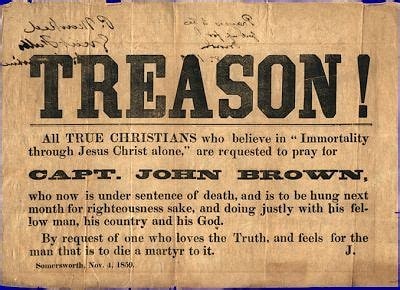 TREASON!
All TRUE CHRISTIANS who believe in "Immortality
through Jesus Christ alone," are requested to pray for
CAPT. JOHN BROWN,
who now is under sentence of death, and is to be hung next
month for righteousness sake, and doing justly with his fel-
low man, his country and his God.
By request of one who loves the Truth, and feels for the
man that is to die a martyr to it. J.
Somersworth, Nov. 4, 1859.